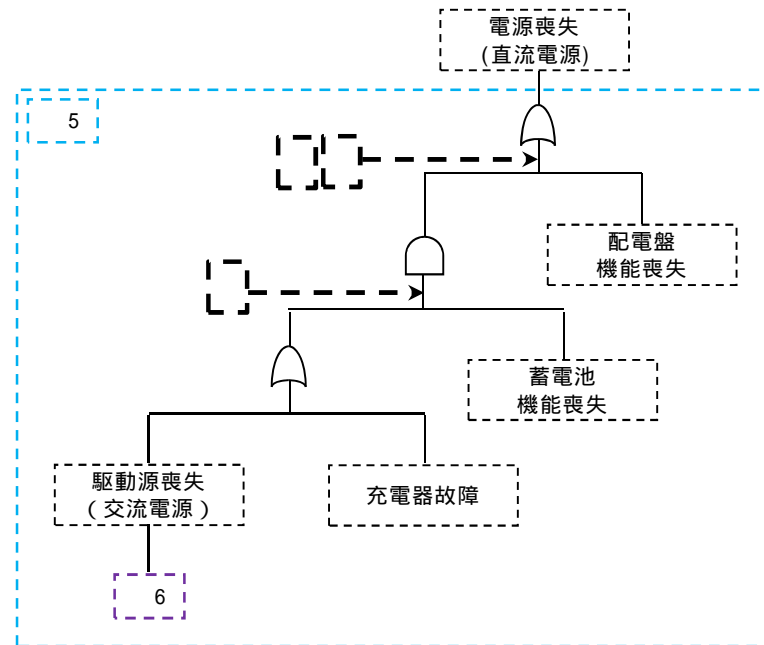 電源喪失
(直流電源)
5
配電盤
機能喪失
蓄電池
機能喪失
駆動源喪失
(交流電源)
充電器故障
6